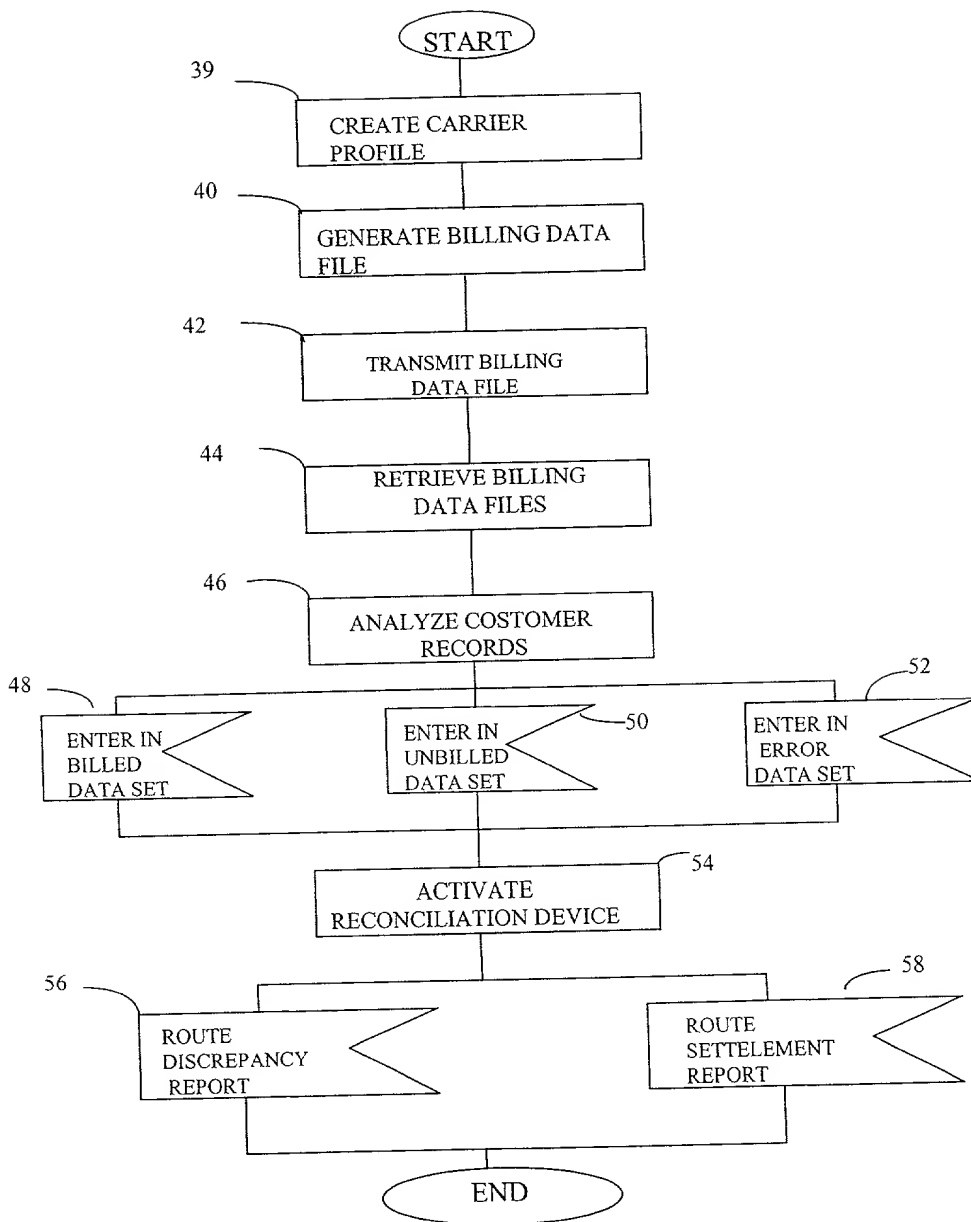 START
39
CREATE CARRIER
PROFILE
40
GENERATE BILLING DATA
FILE
42
TRANSMIT BILLING
DATA FILE
44
RETRIEVE BILLING
DATA FILES
46
ANALYZE COSTOMER
RECORDS
48
ENTER IN
BILLED
DATA SET
50
ENTER IN
UNBILLED
DATA SET
52
ENTER IN
ERROR
DATA SET
54
ACTIVATE
RECONCILIATION DEVICE
56
ROUTE
DISCREPANCY
REPORT
58
ROUTE
SETTELEMENT
REPORT
END